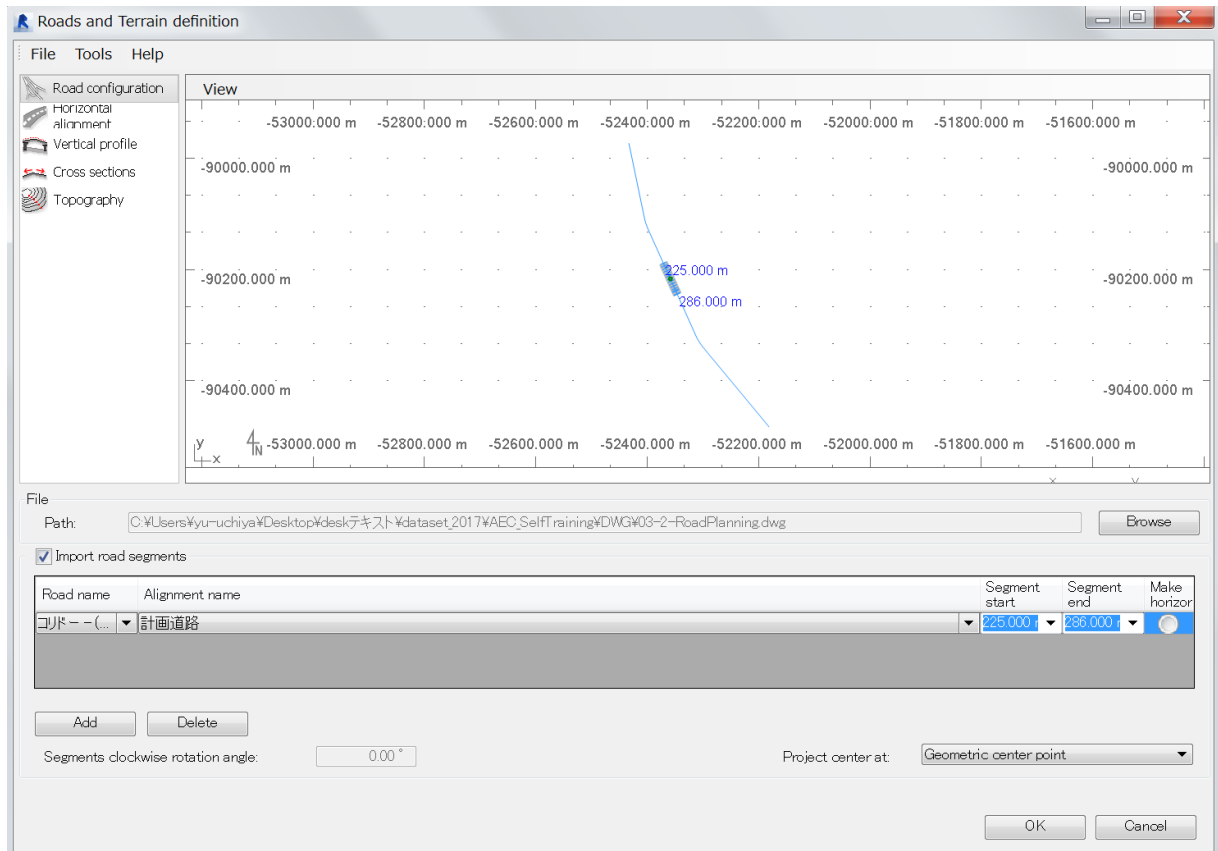 Roads and Terrain definition
File Tools Help
Road configuration
Horizontal
alignment
Vertical profile
Cross sections
Topography
View
-53000.000 m -52800.000 m -52600.000 m -52400.000 m -52200.000 m -52000.000 m -51800.000 m -51600.000 m
-90000.000 m -90000.000 m
225.000 m
-90200.000 m -90200.000 m
286.000 m
-90400.000 m -90400.000 m
y N -53000.000 m -52800.000 m -52600.000 m -52400.000 m -52200.000 m -52000.000 m -51800.000 m -51600.000 m
x
File
Path: C:¥Users¥yu-uchiya¥Desktop¥deskテキスト¥dataset_2017¥AEC_SelfTraining¥DWG¥03-2-RoadPlanning.dwg Browse
Import road segments
Road name Alignment name Segment start Segment end Make horizor
コリドー-(... 計画道路 225.000 r 286.000 r
Add Delete
Segments clockwise rotation angle: 0.00 ° Project center at: Geometric center point
OK Cancel